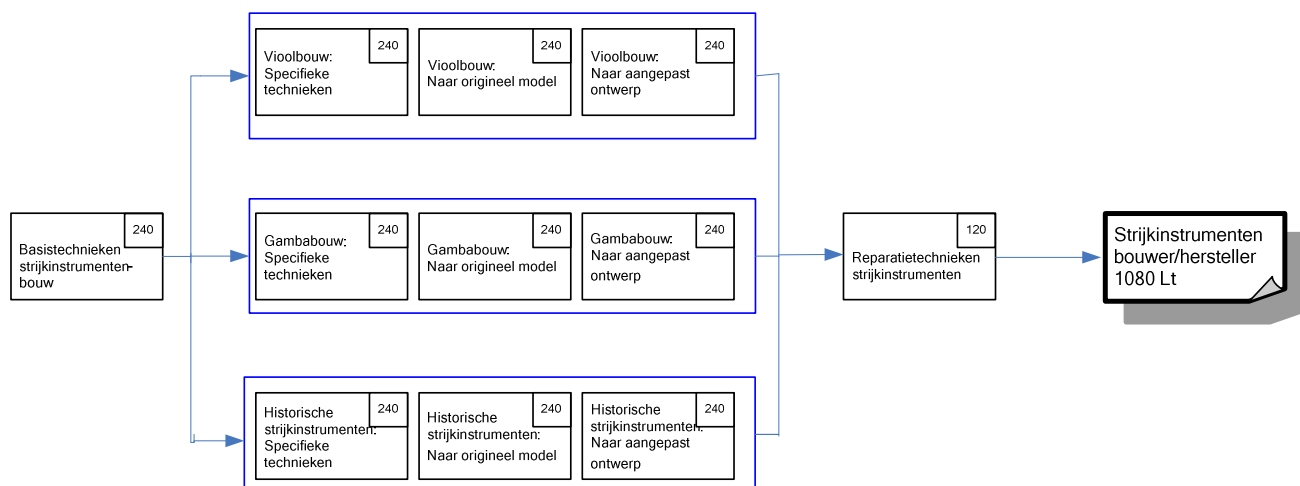 240
Vioolbouw:
Specifieke
technieken
240
Vioolbouw:
Naar origineel model
240
Vioolbouw:
Naar aangepast
ontwerp
240
Basistechnieken
strijkinstrumenten-
bouw
240
Gambabouw:
Specifieke
technieken
240
Gambabouw:
Naar origineel model
240
Gambabouw:
Naar aangepast
ontwerp
120
Reparatietechnieken
strijkinstrumenten
Strijkinstrumenten
bouwer/hersteller
1080 Lt
240
Historische
strijkinstrumenten:
Specifieke
technieken
240
Historische
strijkinstrumenten:
Naar origineel model
240
Historische
strijkinstrumenten:
Naar aangepast
ontwerp